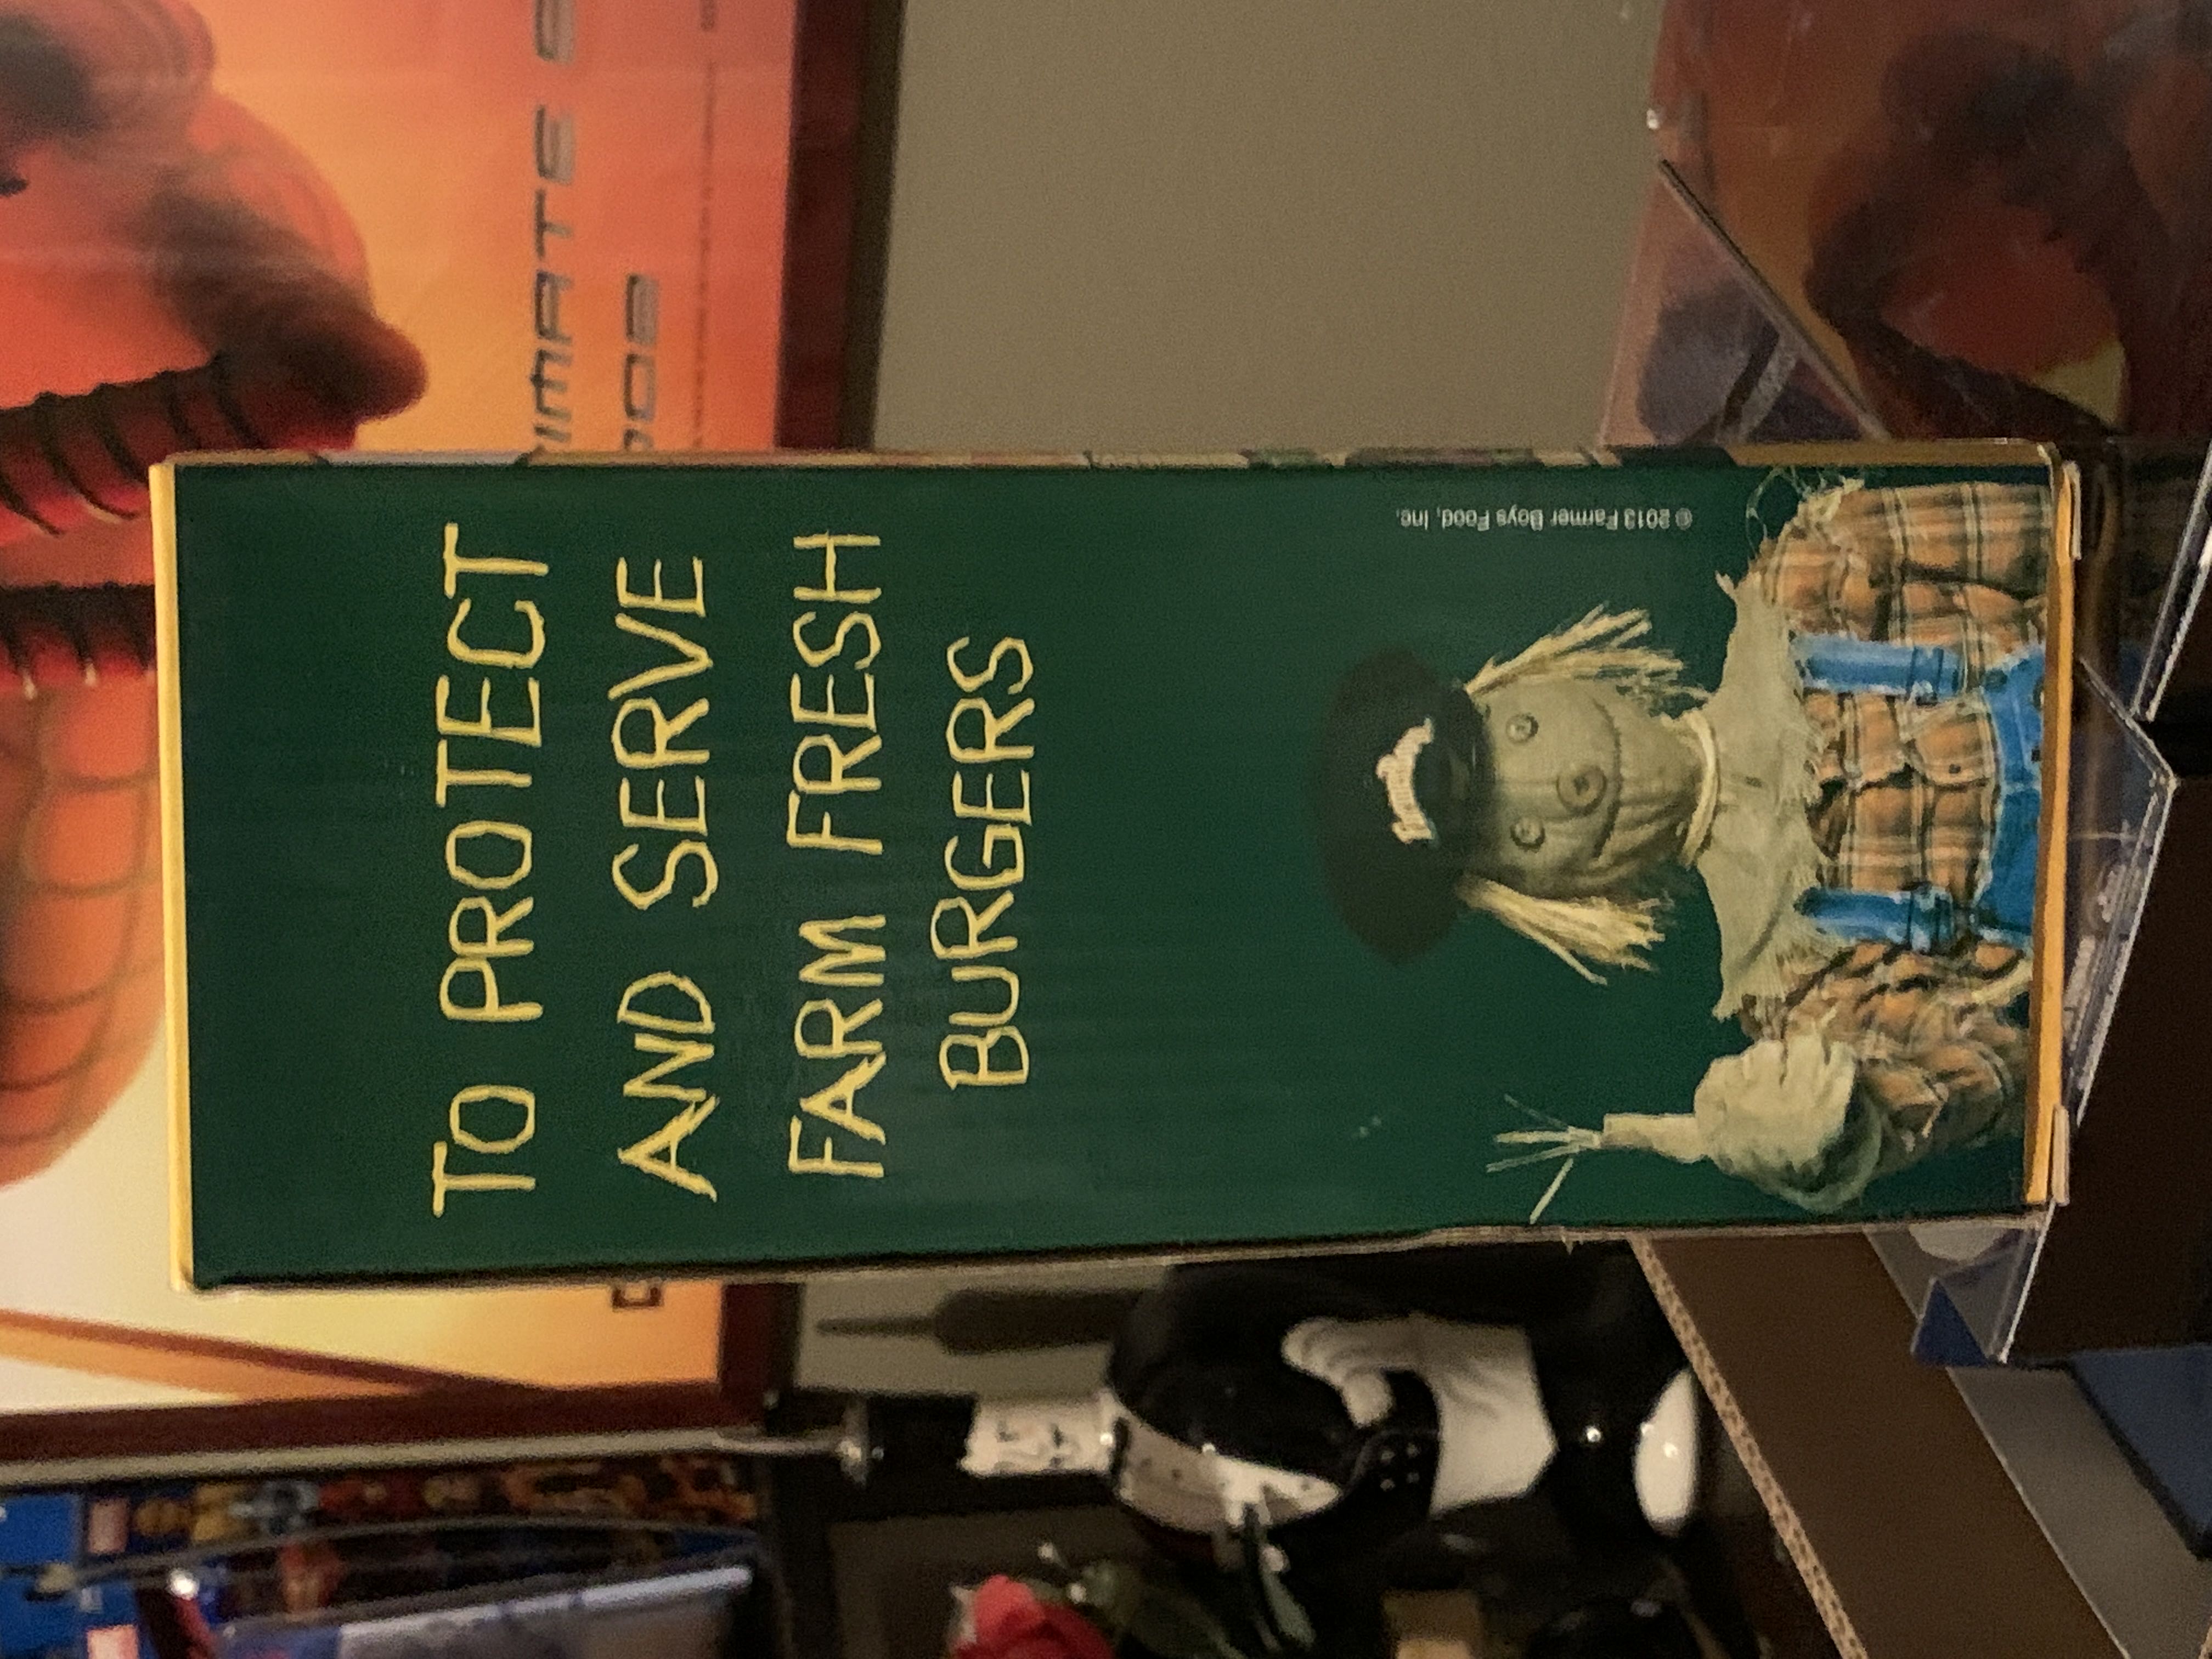 TO PROTECT
AND SERVE
FARM FRESH
BURGERS
© 2013 Farmer Boys Food, Inc.